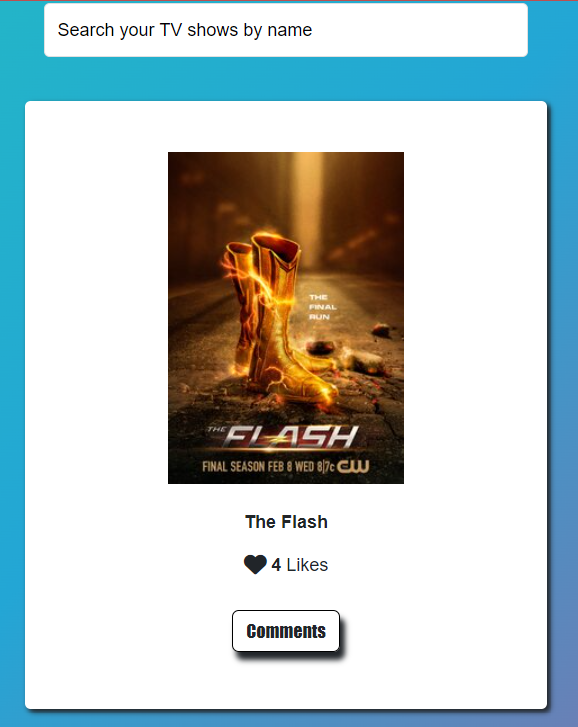 Search your TV shows by name
THE
FINAL
RUN
THE
FLASH
FINAL SEASON FEB 8 WED 8|7c CW
The Flash
4 Likes
Comments